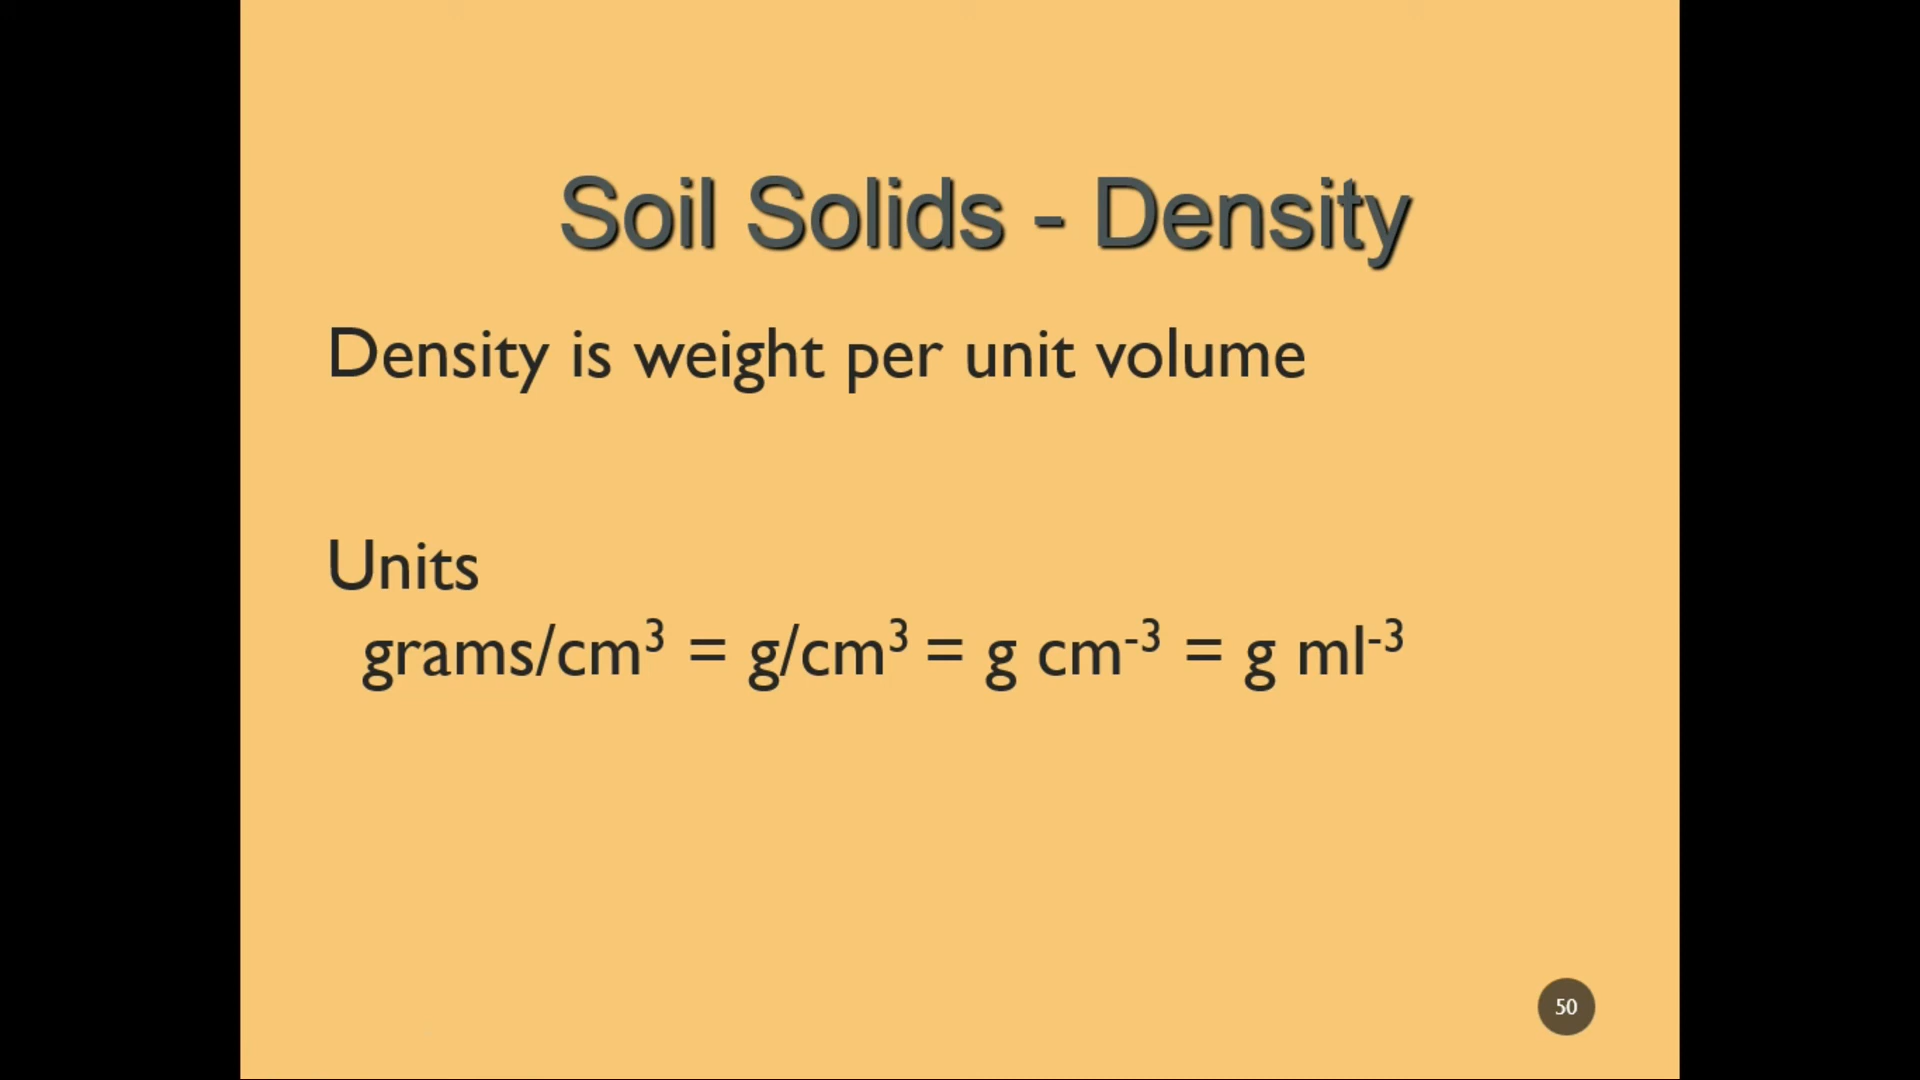 Soil Solids - Density
Density is weight per unit volume
Units
grams/cm³ = g/cm³ = g cm⁻³ = g ml⁻³
50